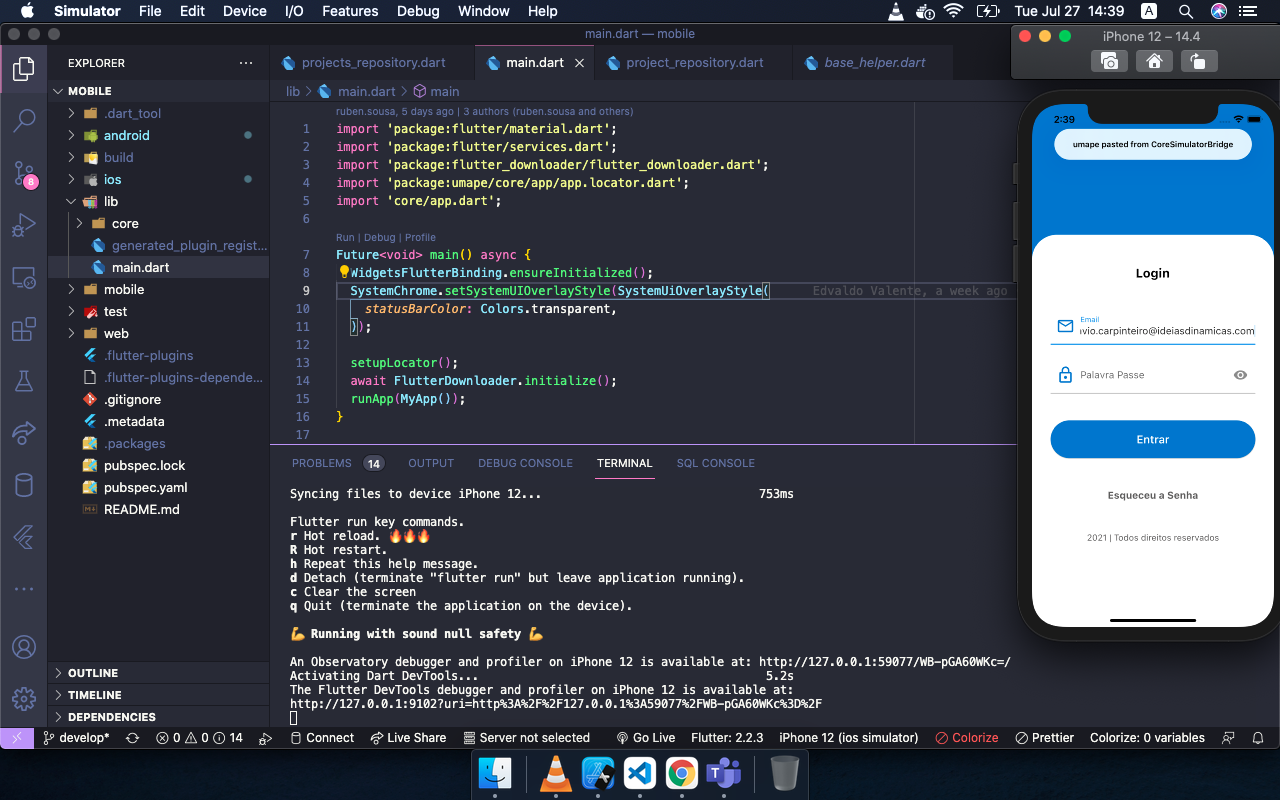 Simulator File Edit Device I/O Features Debug Window Help
Tue Jul 27 14:39 A
main.dart — mobile
iPhone 12 – 14.4
EXPLORER
MOBILE
.dart_tool
android
build
ios
lib
core
generated_plugin_regist...
main.dart
mobile
test
web
.flutter-plugins
.flutter-plugins-depende...
.gitignore
.metadata
.packages
pubspec.lock
pubspec.yaml
README.md
OUTLINE
TIMELINE
DEPENDENCIES
8
projects_repository.dart
main.dart
project_repository.dart
base_helper.dart
lib > main.dart > main
ruben.sousa, 5 days ago | 3 authors (ruben.sousa and others)
1 import 'package:flutter/material.dart';
2 import 'package:flutter/services.dart';
3 import 'package:flutter_downloader/flutter_downloader.dart';
4 import 'package:umape/core/app/app.locator.dart';
5 import 'core/app.dart';
6
Run | Debug | Profile
7 Future<void> main() async {
8 WidgetsFlutterBinding.ensureInitialized();
9 SystemChrome.setSystemUIOverlayStyle(SystemUiOverlayStyle( Edvaldo Valente, a week ago
10 statusBarColor: Colors.transparent,
11 ));
12
13 setupLocator();
14 await FlutterDownloader.initialize();
15 runApp(MyApp());
16 }
17
PROBLEMS 14 OUTPUT DEBUG CONSOLE TERMINAL SQL CONSOLE
Syncing files to device iPhone 12... 753ms
Flutter run key commands.
r Hot reload. 🔥🔥🔥
R Hot restart.
h Repeat this help message.
d Detach (terminate "flutter run" but leave application running).
c Clear the screen
q Quit (terminate the application on the device).
💪 Running with sound null safety 💪
An Observatory debugger and profiler on iPhone 12 is available at: http://127.0.0.1:59077/WB-pGA60WKc=/
Activating Dart DevTools... 5.2s
The Flutter DevTools debugger and profiler on iPhone 12 is available at:
http://127.0.0.1:9102?uri=http%3A%2F%2F127.0.0.1%3A59077%2FWB-pGA60WKc%3D%2F
2:39
umape pasted from CoreSimulatorBridge
Login
Email
vio.carpinteiro@ideiasdinamicas.com
Palavra Passe
Entrar
Esqueceu a Senha
2021 | Todos direitos reservados
develop* 0 0 14 Connect Live Share Server not selected Go Live Flutter: 2.2.3 iPhone 12 (ios simulator) Colorize Prettier Colorize: 0 variables